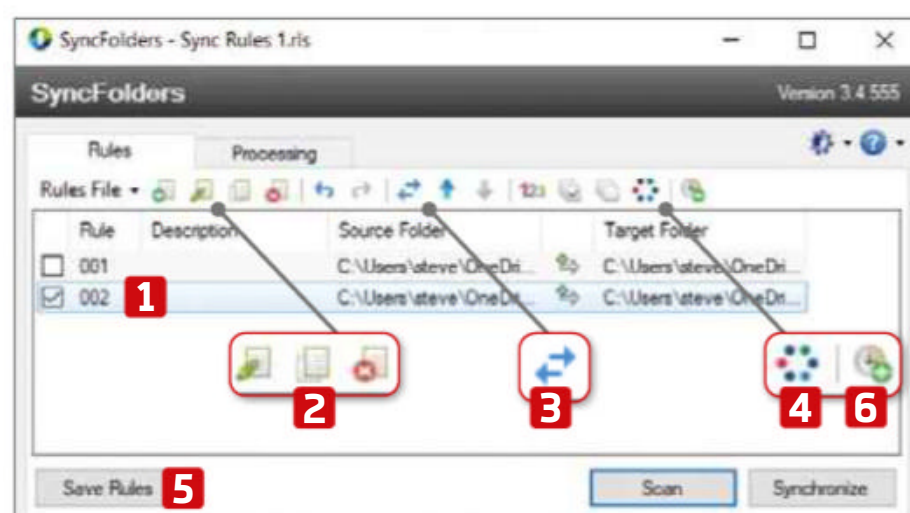 SyncFolders - Sync Rules 1.rls
SyncFolders Version 3.4.555
Rules Processing
Rules File 123
Rule Description Source Folder Target Folder
001 C:\Users\steve\OneDri... C:\Users\steve\OneDri...
002 1 C:\Users\steve\OneDri... C:\Users\steve\OneDri...
2 3 4 6
Save Rules 5 Scan Synchronize